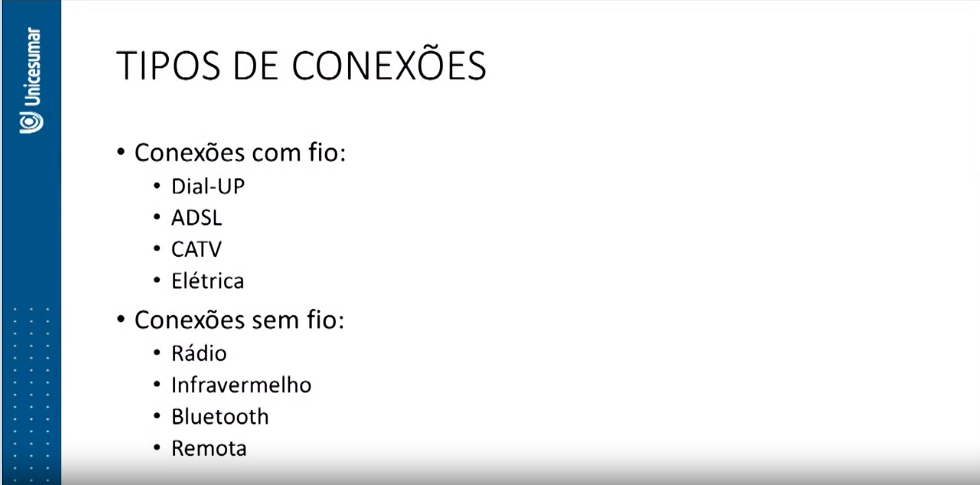 Unicesumar
TIPOS DE CONEXÕES
• Conexões com fio:
• Dial-UP
• ADSL
• CATV
• Elétrica
• Conexões sem fio:
• Rádio
• Infravermelho
• Bluetooth
• Remota